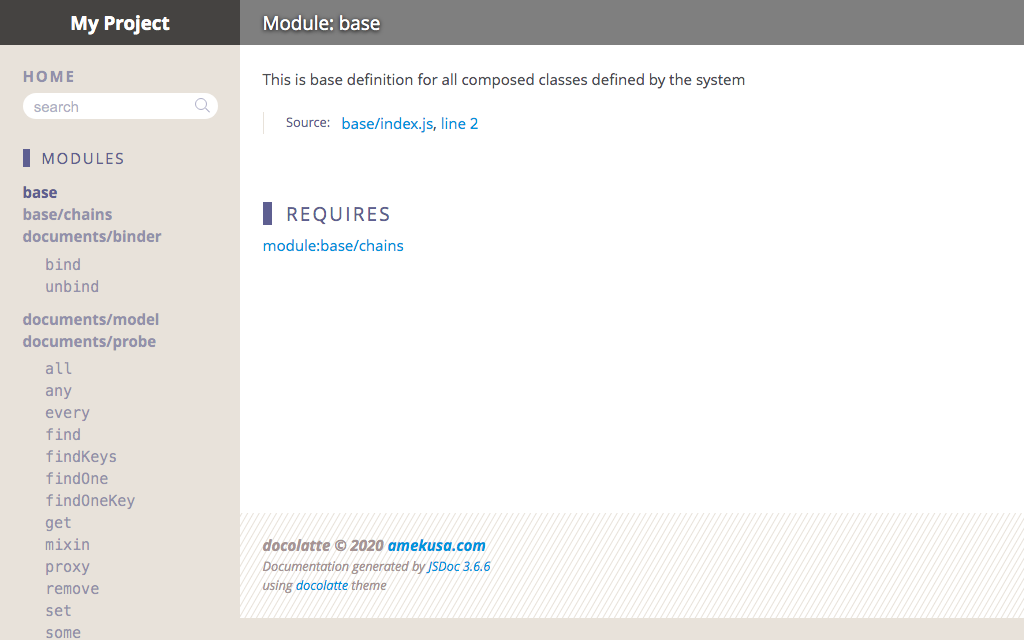 My Project
HOME
search
MODULES
base
base/chains
documents/binder
bind
unbind
documents/model
documents/probe
all
any
every
find
findKeys
findOne
findOneKey
get
mixin
proxy
remove
set
some
Module: base
This is base definition for all composed classes defined by the system
Source: base/index.js, line 2
REQUIRES
module:base/chains
docolatte © 2020 amekusa.com
Documentation generated by JSDoc 3.6.6
using docolatte theme